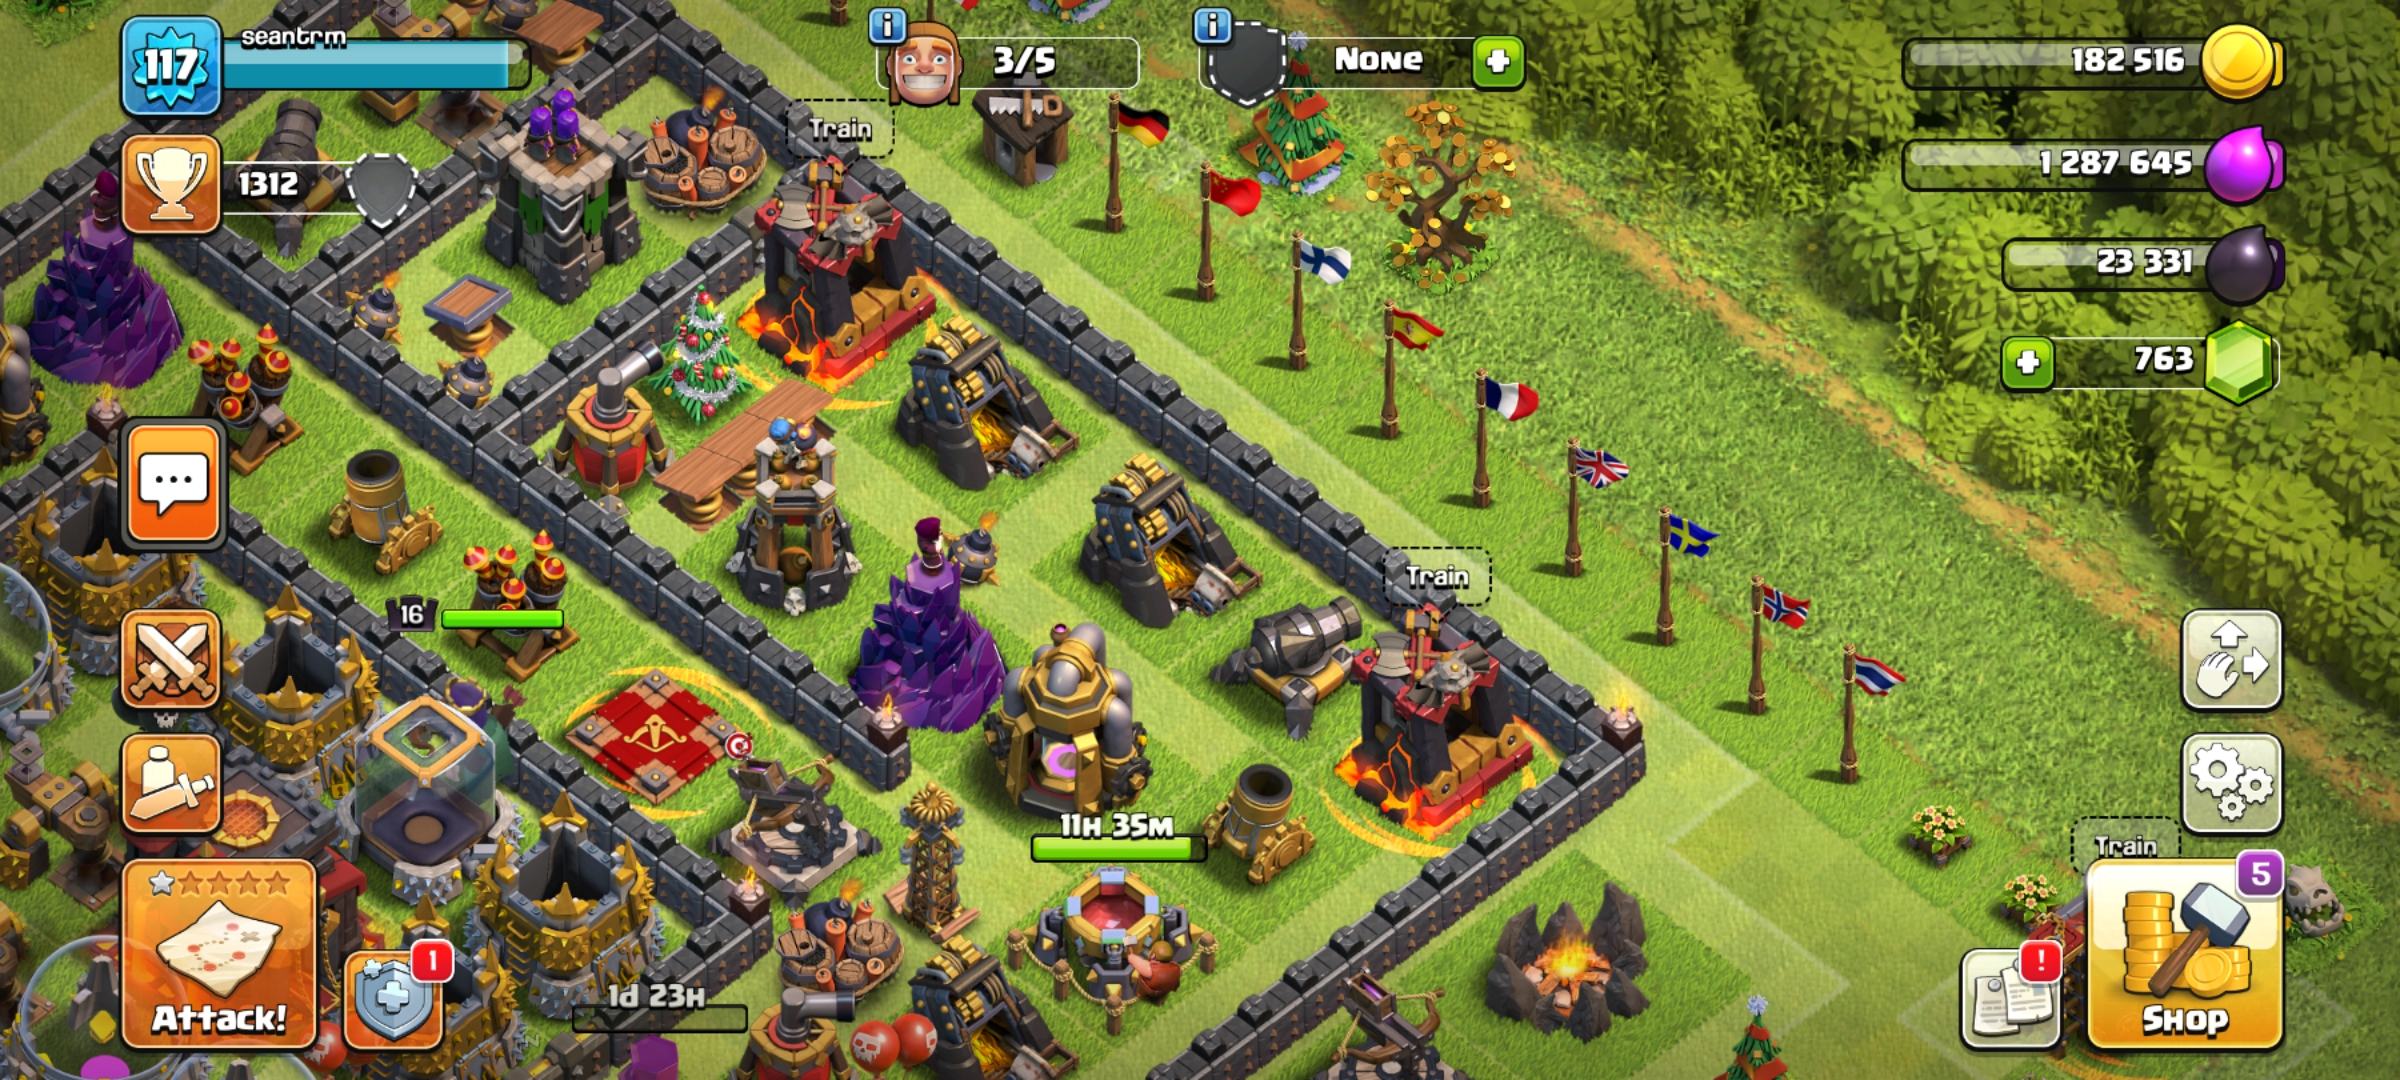 117
seantrm
i
3/5
i
None
+
182 516
1312
Train
1 287 645
23 331
+
763
Train
16
11H 35M
Train
5
1
!
1d 23H
Attack!
Shop